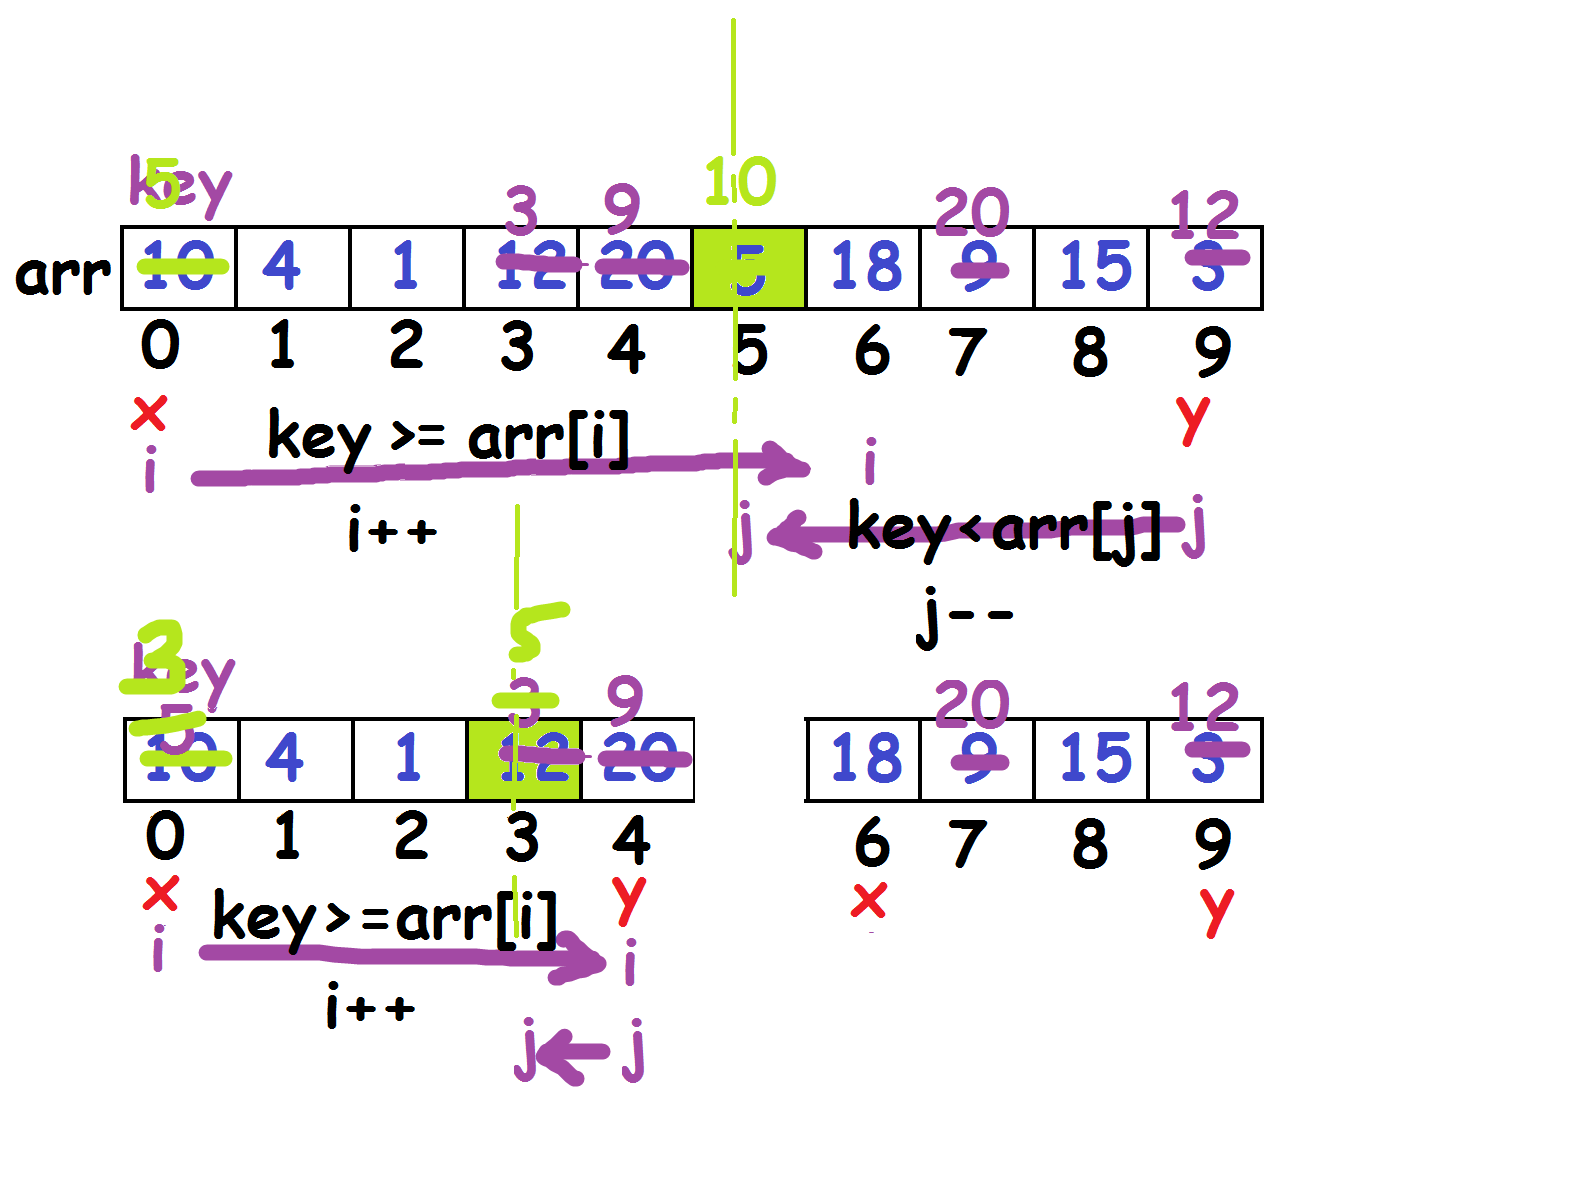 key 5 10
3 9 20 12
arr 10 4 1 12 20 5 18 9 15 3
0 1 2 3 4 5 6 7 8 9
x y
key >= arr[i]
i i
j key<arr[j] j
i++
j--
3 5
key 3 9 20 12
5
10 4 1 12 20 18 9 15 3
0 1 2 3 4 6 7 8 9
x y x y
key>=arr[i]
i i
i++
j j